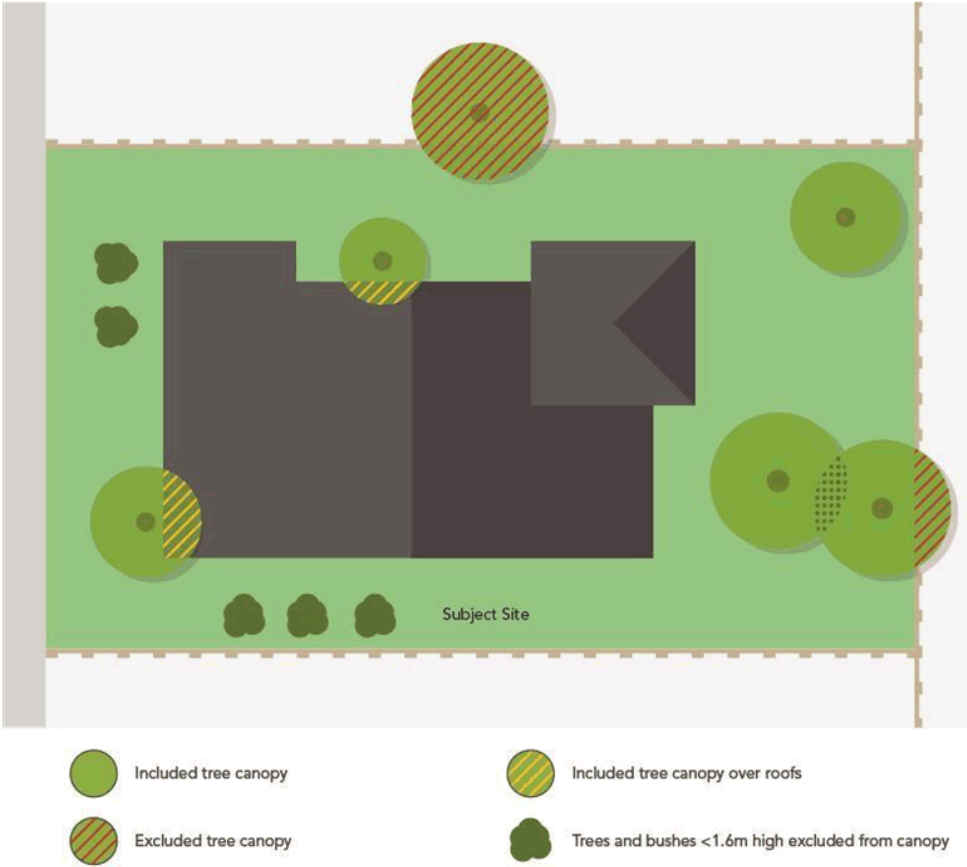 Subject Site
Included tree canopy
Included tree canopy over roofs
Excluded tree canopy
Trees and bushes <1.6m high excluded from canopy